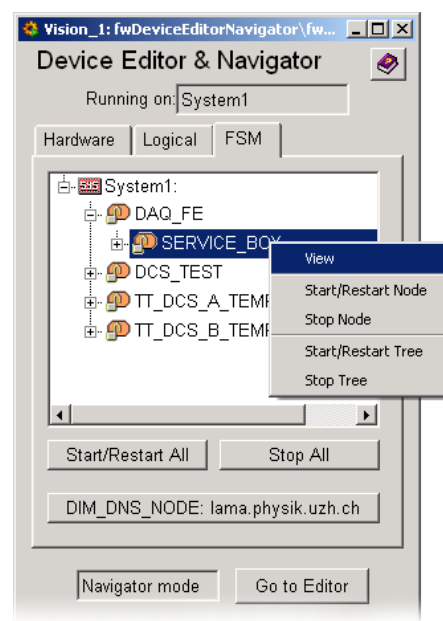 Vision_1: fwDeviceEditorNavigator\fw...
Device Editor & Navigator
Running on: System1
Hardware Logical FSM
System1:
DAQ_FE
SERVICE_BOX
View
DCS_TEST
Start/Restart Node
TT_DCS_A_TEMP
Stop Node
TT_DCS_B_TEMP
Start/Restart Tree
Stop Tree
Start/Restart All Stop All
DIM_DNS_NODE: lama.physik.uzh.ch
Navigator mode Go to Editor